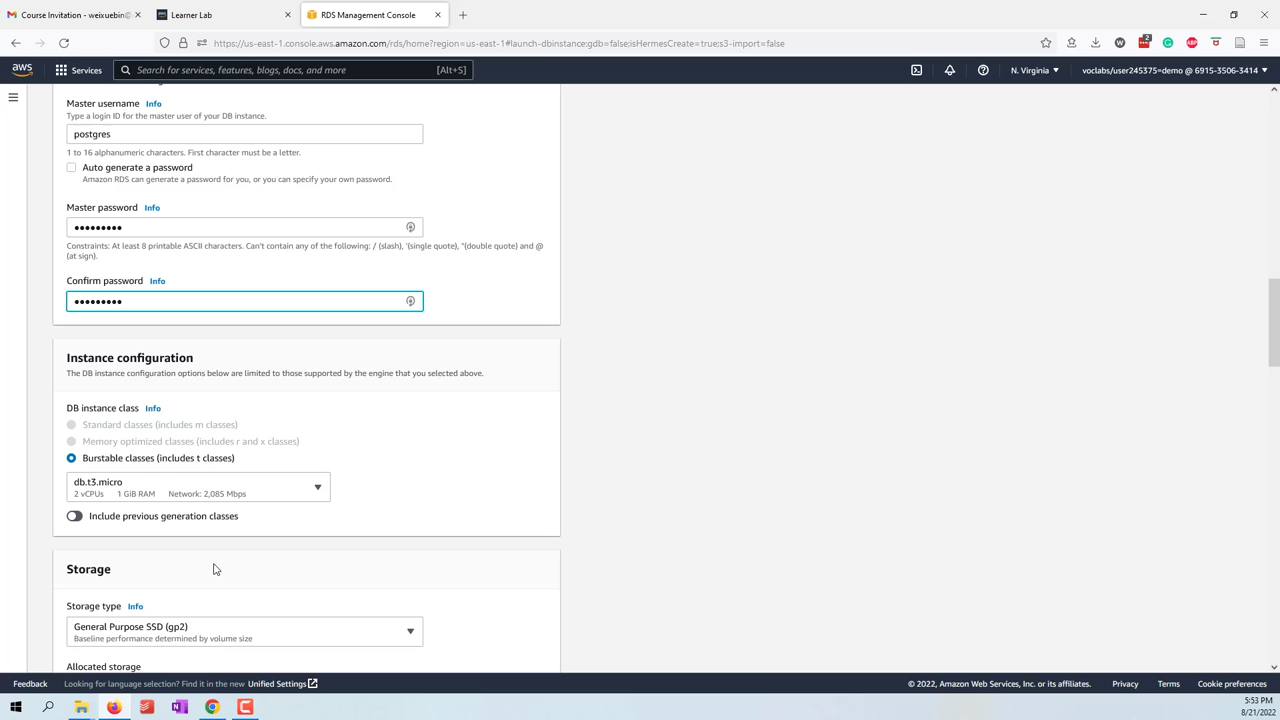 Course Invitation - weixuebin@
Learner Lab
RDS Management Console
https://us-east-1.console.aws.amazon.com/rds/home?region=us-east-1#launch-dbinstance:gdb=false;isHermesCreate=true;s3-import=false
aws
Services
Search for services, features, blogs, docs, and more
[Alt+S]
N. Virginia
voclabs/user245375=demo @ 6915-3506-3414
Master username Info
Type a login ID for the master user of your DB instance.
postgres
1 to 16 alphanumeric characters. First character must be a letter.
Auto generate a password
Amazon RDS can generate a password for you, or you can specify your own password.
Master password Info
•••••••••
Constraints: At least 8 printable ASCII characters. Can't contain any of the following: / (slash), '(single quote), "(double quote) and @
(at sign).
Confirm password Info
•••••••••
Instance configuration
The DB instance configuration options below are limited to those supported by the engine that you selected above.
DB instance class Info
Standard classes (includes m classes)
Memory optimized classes (includes r and x classes)
Burstable classes (includes t classes)
db.t3.micro
2 vCPUs 1 GiB RAM Network: 2,085 Mbps
Include previous generation classes
Storage
Storage type Info
General Purpose SSD (gp2)
Baseline performance determined by volume size
Allocated storage
Feedback
Looking for language selection? Find it in the new Unified Settings
© 2022, Amazon Web Services, Inc. or its affiliates.
Privacy
Terms
Cookie preferences
5:53 PM
8/21/2022